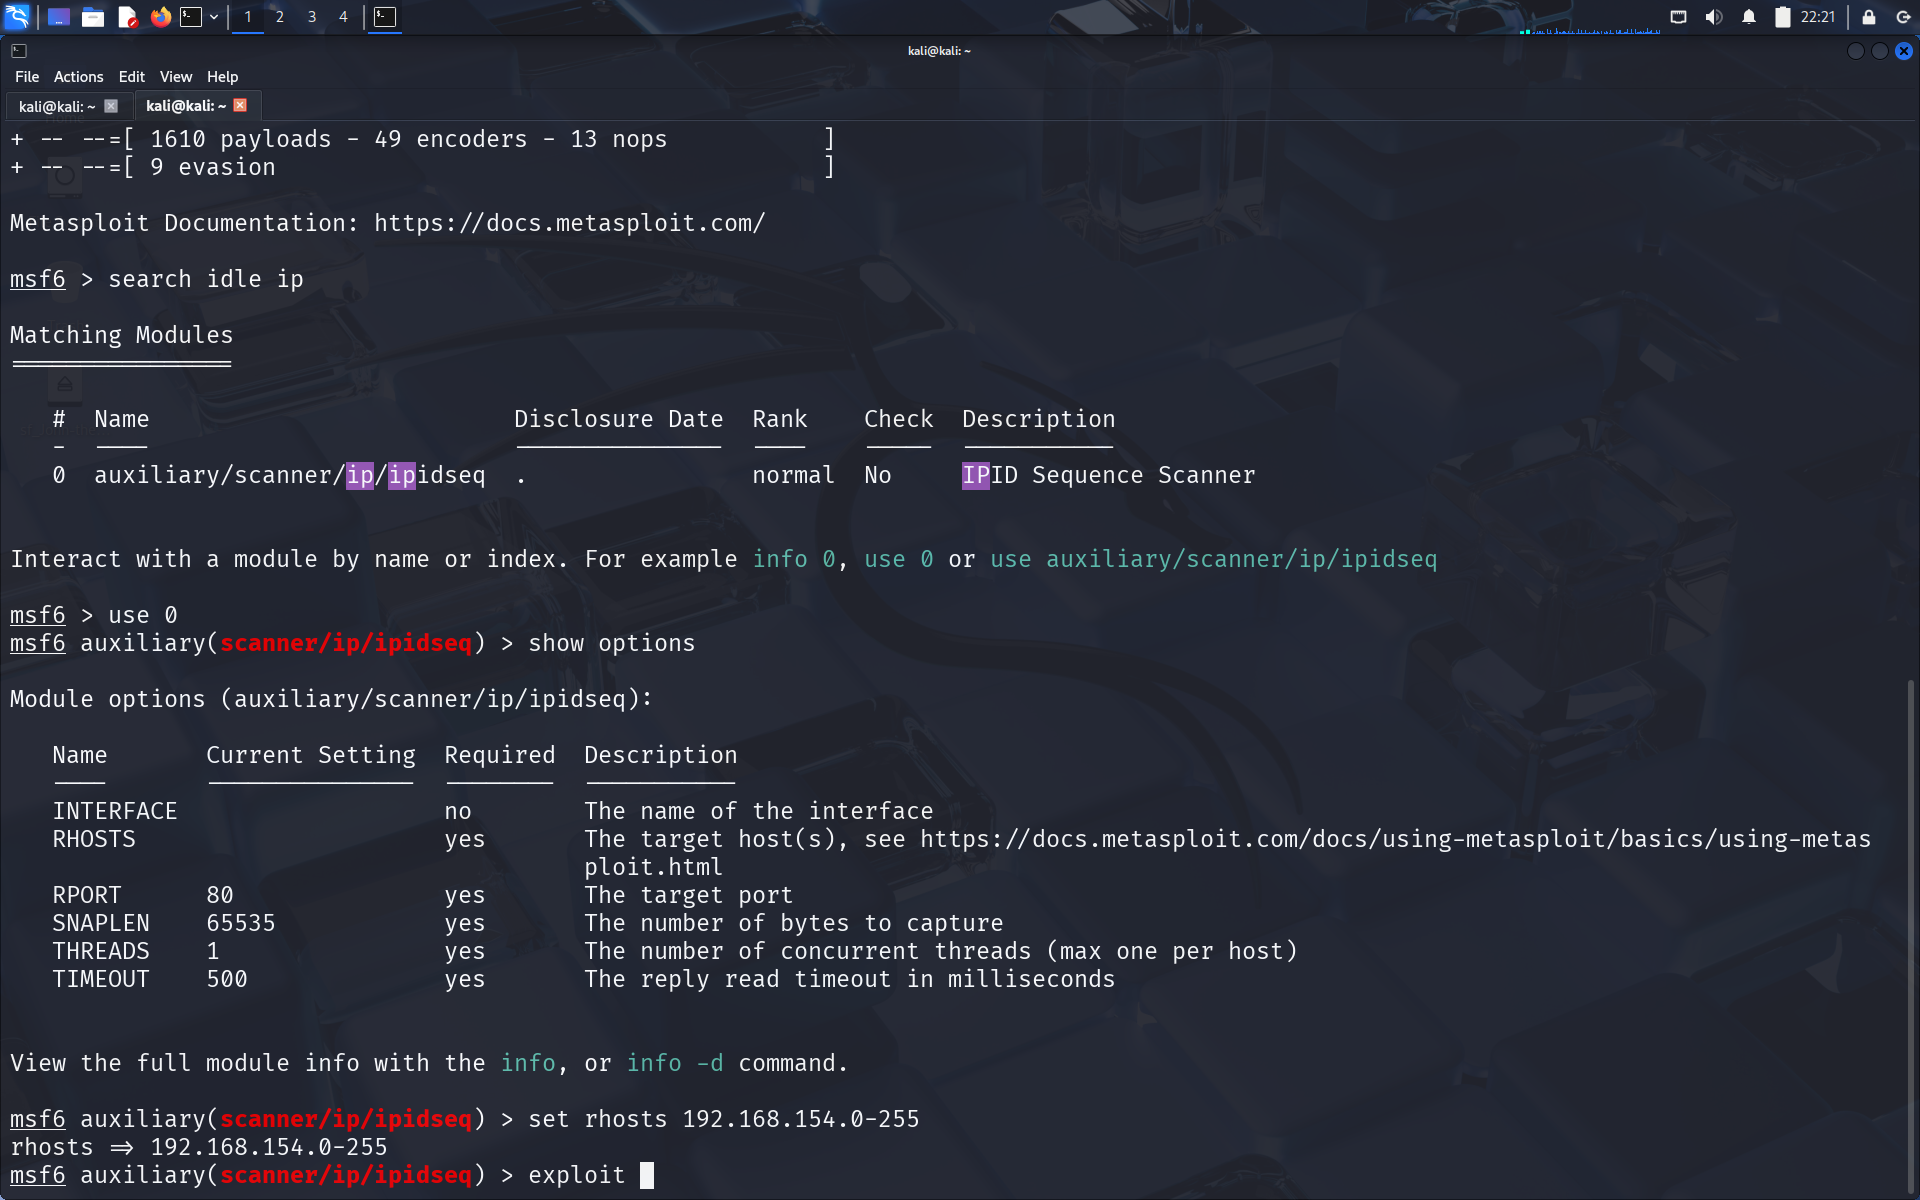 1 2 3 4 22:21
kali@kali: ~
File Actions Edit View Help
kali@kali: ~ kali@kali: ~
+ -- --=[ 1610 payloads - 49 encoders - 13 nops ]
+ -- --=[ 9 evasion ]
Metasploit Documentation: https://docs.metasploit.com/
msf6 > search idle ip
Matching Modules
================
# Name Disclosure Date Rank Check Description
- ---- --------------- ---- ----- -----------
0 auxiliary/scanner/ip/ipidseq . normal No IPID Sequence Scanner
Interact with a module by name or index. For example info 0, use 0 or use auxiliary/scanner/ip/ipidseq
msf6 > use 0
msf6 auxiliary(scanner/ip/ipidseq) > show options
Module options (auxiliary/scanner/ip/ipidseq):
Name Current Setting Required Description
---- --------------- -------- -----------
INTERFACE no The name of the interface
RHOSTS yes The target host(s), see https://docs.metasploit.com/docs/using-metasploit/basics/using-metas
ploit.html
RPORT 80 yes The target port
SNAPLEN 65535 yes The number of bytes to capture
THREADS 1 yes The number of concurrent threads (max one per host)
TIMEOUT 500 yes The reply read timeout in milliseconds
View the full module info with the info, or info -d command.
msf6 auxiliary(scanner/ip/ipidseq) > set rhosts 192.168.154.0-255
rhosts => 192.168.154.0-255
msf6 auxiliary(scanner/ip/ipidseq) > exploit